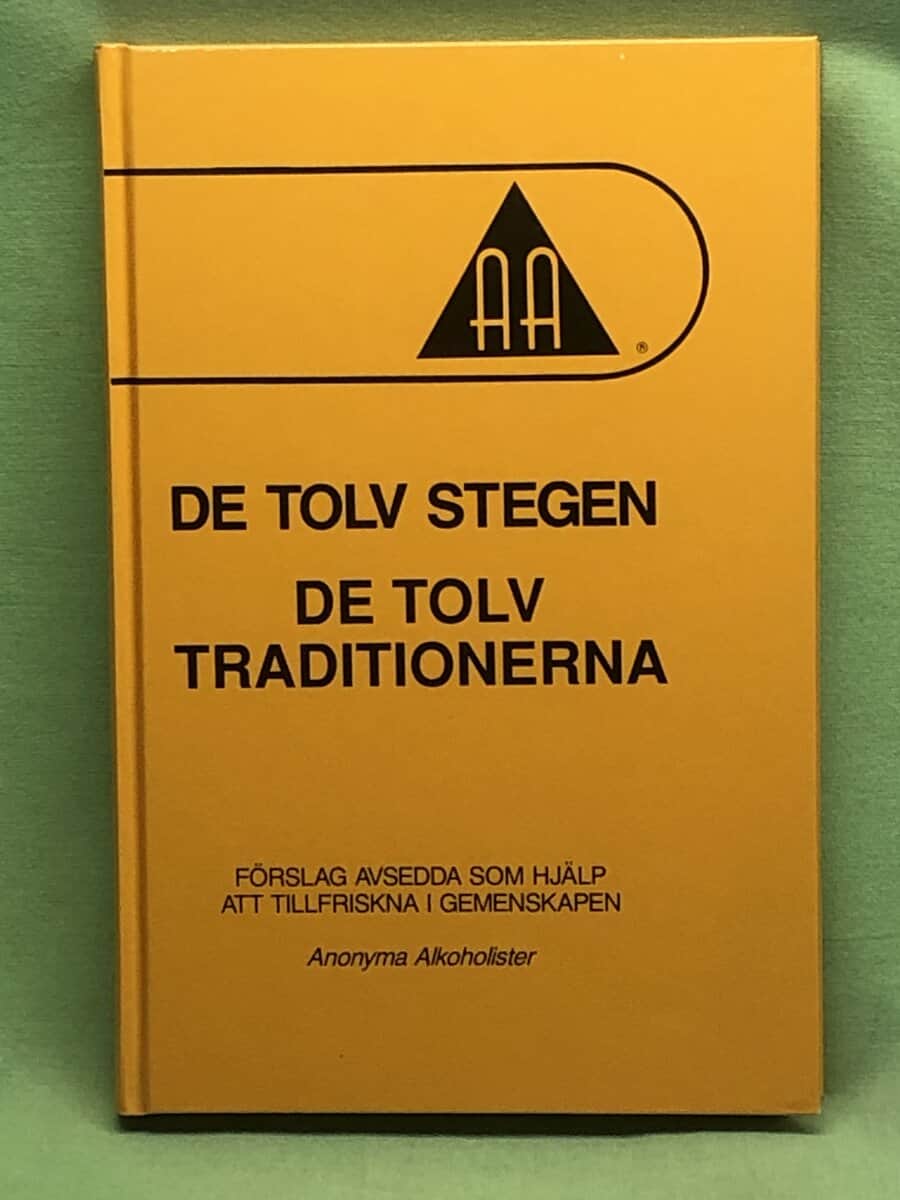 AA
®
DE TOLV STEGEN
DE TOLV
TRADITIONERNA
FÖRSLAG AVSEDDA SOM HJÄLP
ATT TILLFRISKNA I GEMENSKAPEN
Anonyma Alkoholister